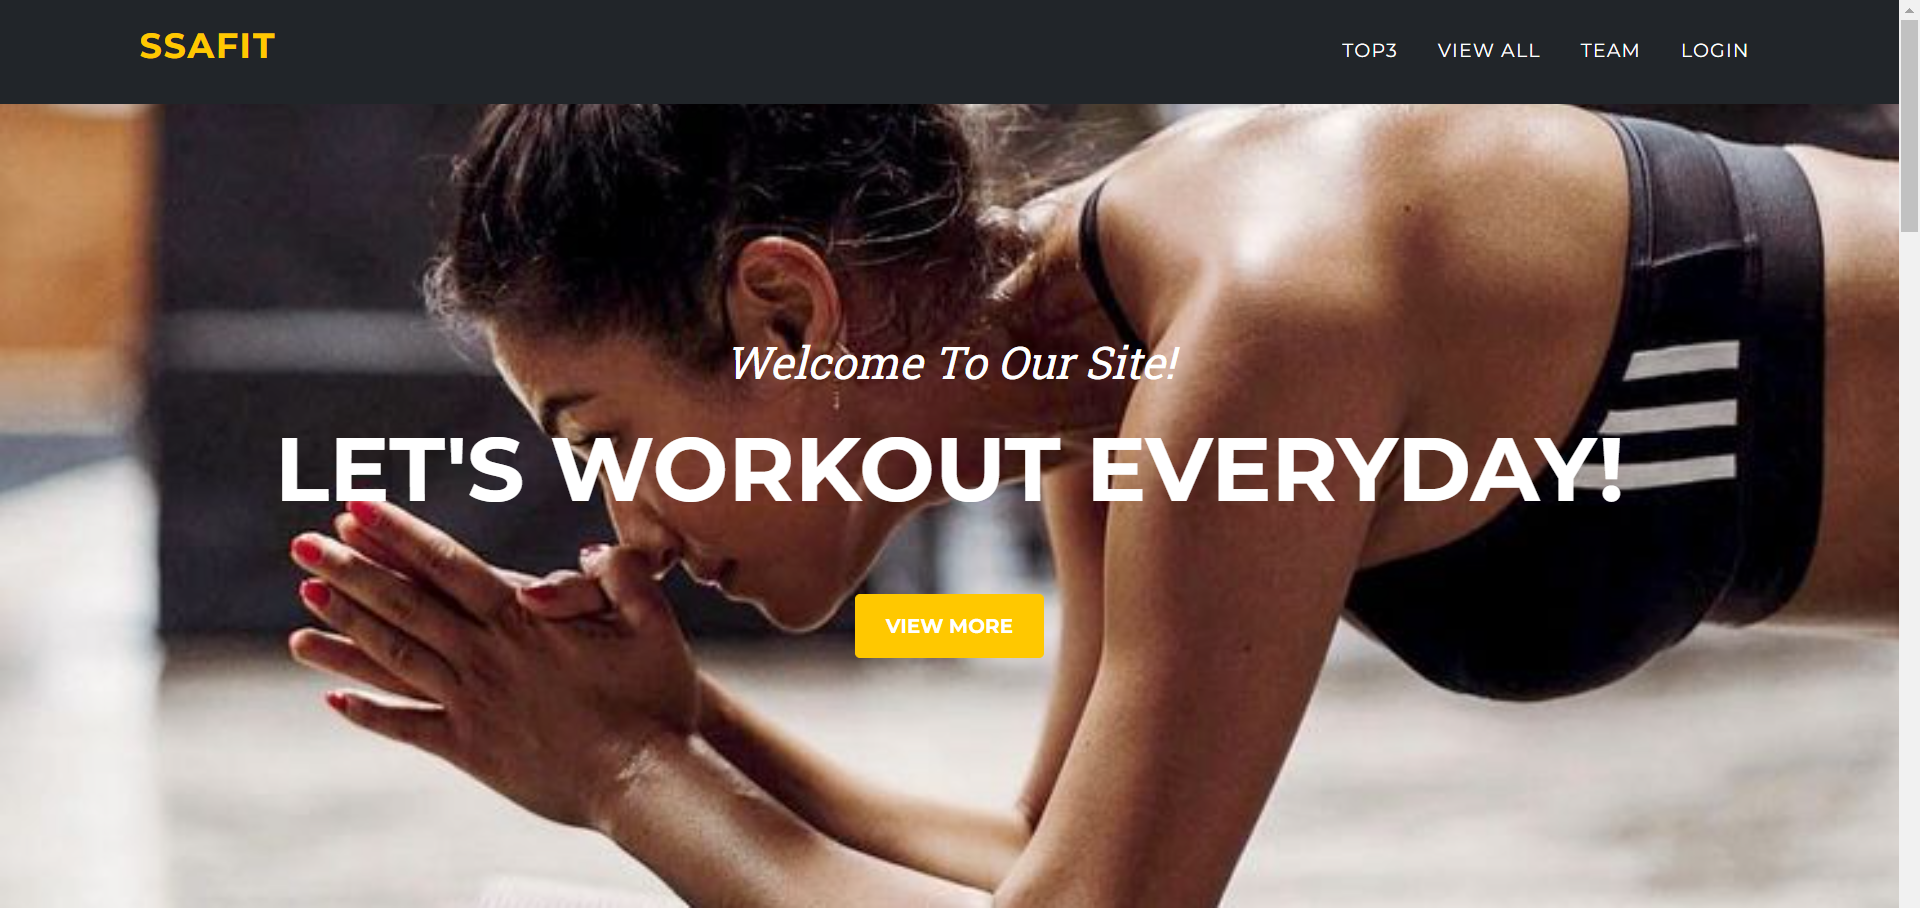 SSAFIT
TOP3 VIEW ALL TEAM LOGIN
Welcome To Our Site!
LET'S WORKOUT EVERYDAY!
VIEW MORE